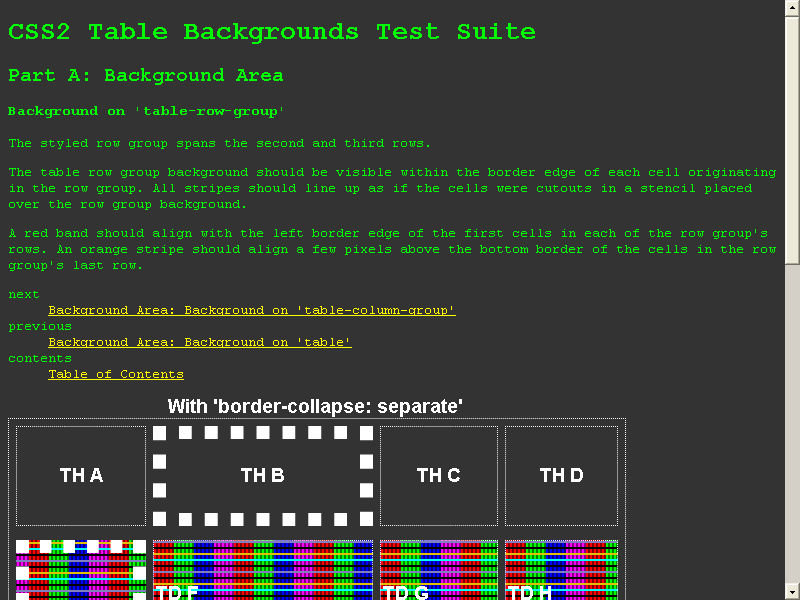 CSS2 Table Backgrounds Test Suite
Part A: Background Area
Background on 'table-row-group'
The styled row group spans the second and third rows.
The table row group background should be visible within the border edge of each cell originating
in the row group. All stripes should line up as if the cells were cutouts in a stencil placed
over the row group background.
A red band should align with the left border edge of the first cells in each of the row group's
rows. An orange stripe should align a few pixels above the bottom border of the cells in the row
group's last row.
next
Background Area: Background on 'table-column-group'
previous
Background Area: Background on 'table'
contents
Table of Contents
With 'border-collapse: separate'
TH A TH B TH C TH D
TD F TD G TD H